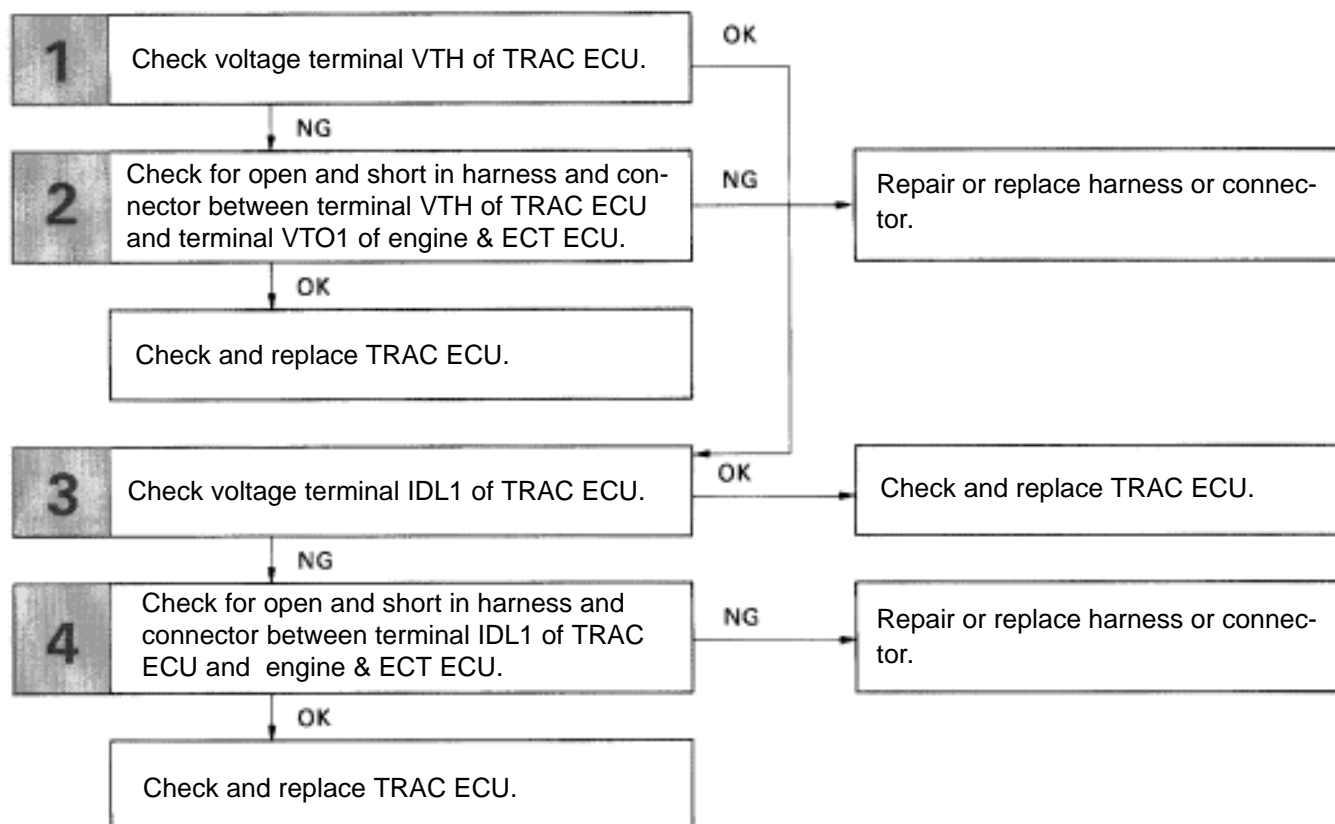 1
Check voltage terminal VTH of TRAC ECU.
OK
NG
2
Check for open and short in harness and con-
nector between terminal VTH of TRAC ECU
and terminal VTO1 of engine & ECT ECU.
NG
Repair or replace harness or connec-
tor.
OK
Check and replace TRAC ECU.
3
Check voltage terminal IDL1 of TRAC ECU.
OK
Check and replace TRAC ECU.
NG
4
Check for open and short in harness and
connector between terminal IDL1 of TRAC
ECU and engine & ECT ECU.
NG
Repair or replace harness or connec-
tor.
OK
Check and replace TRAC ECU.